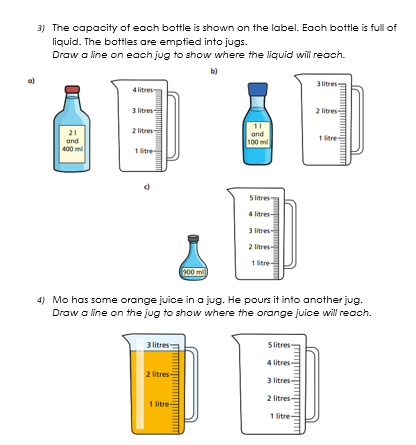 3) The capacity of each bottle is shown on the label. Each bottle is full of
liquid. The bottles are emptied into jugs.
Draw a line on each jug to show where the liquid will reach.
a)
2 l
and
400 ml
4 litres
3 litres
2 litres
1 litre
b)
1 l
and
100 ml
3 litres
2 litres
1 litre
c)
900 ml
5 litres
4 litres
3 litres
2 litres
1 litre
4) Mo has some orange juice in a jug. He pours it into another jug.
Draw a line on the jug to show where the orange juice will reach.
3 litres
2 litres
1 litre
5 litres
4 litres
3 litres
2 litres
1 litre